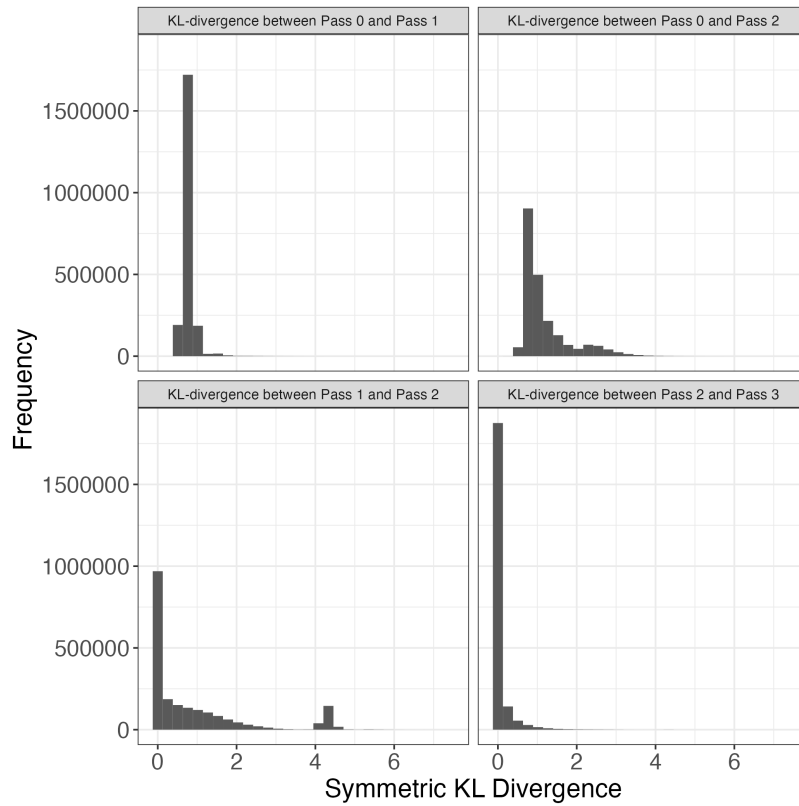 KL-divergence between Pass 0 and Pass 1
KL-divergence between Pass 0 and Pass 2
1500000
1000000
500000
0
KL-divergence between Pass 1 and Pass 2
KL-divergence between Pass 2 and Pass 3
1500000
1000000
500000
0
0 2 4 6
0 2 4 6
Frequency
Symmetric KL Divergence